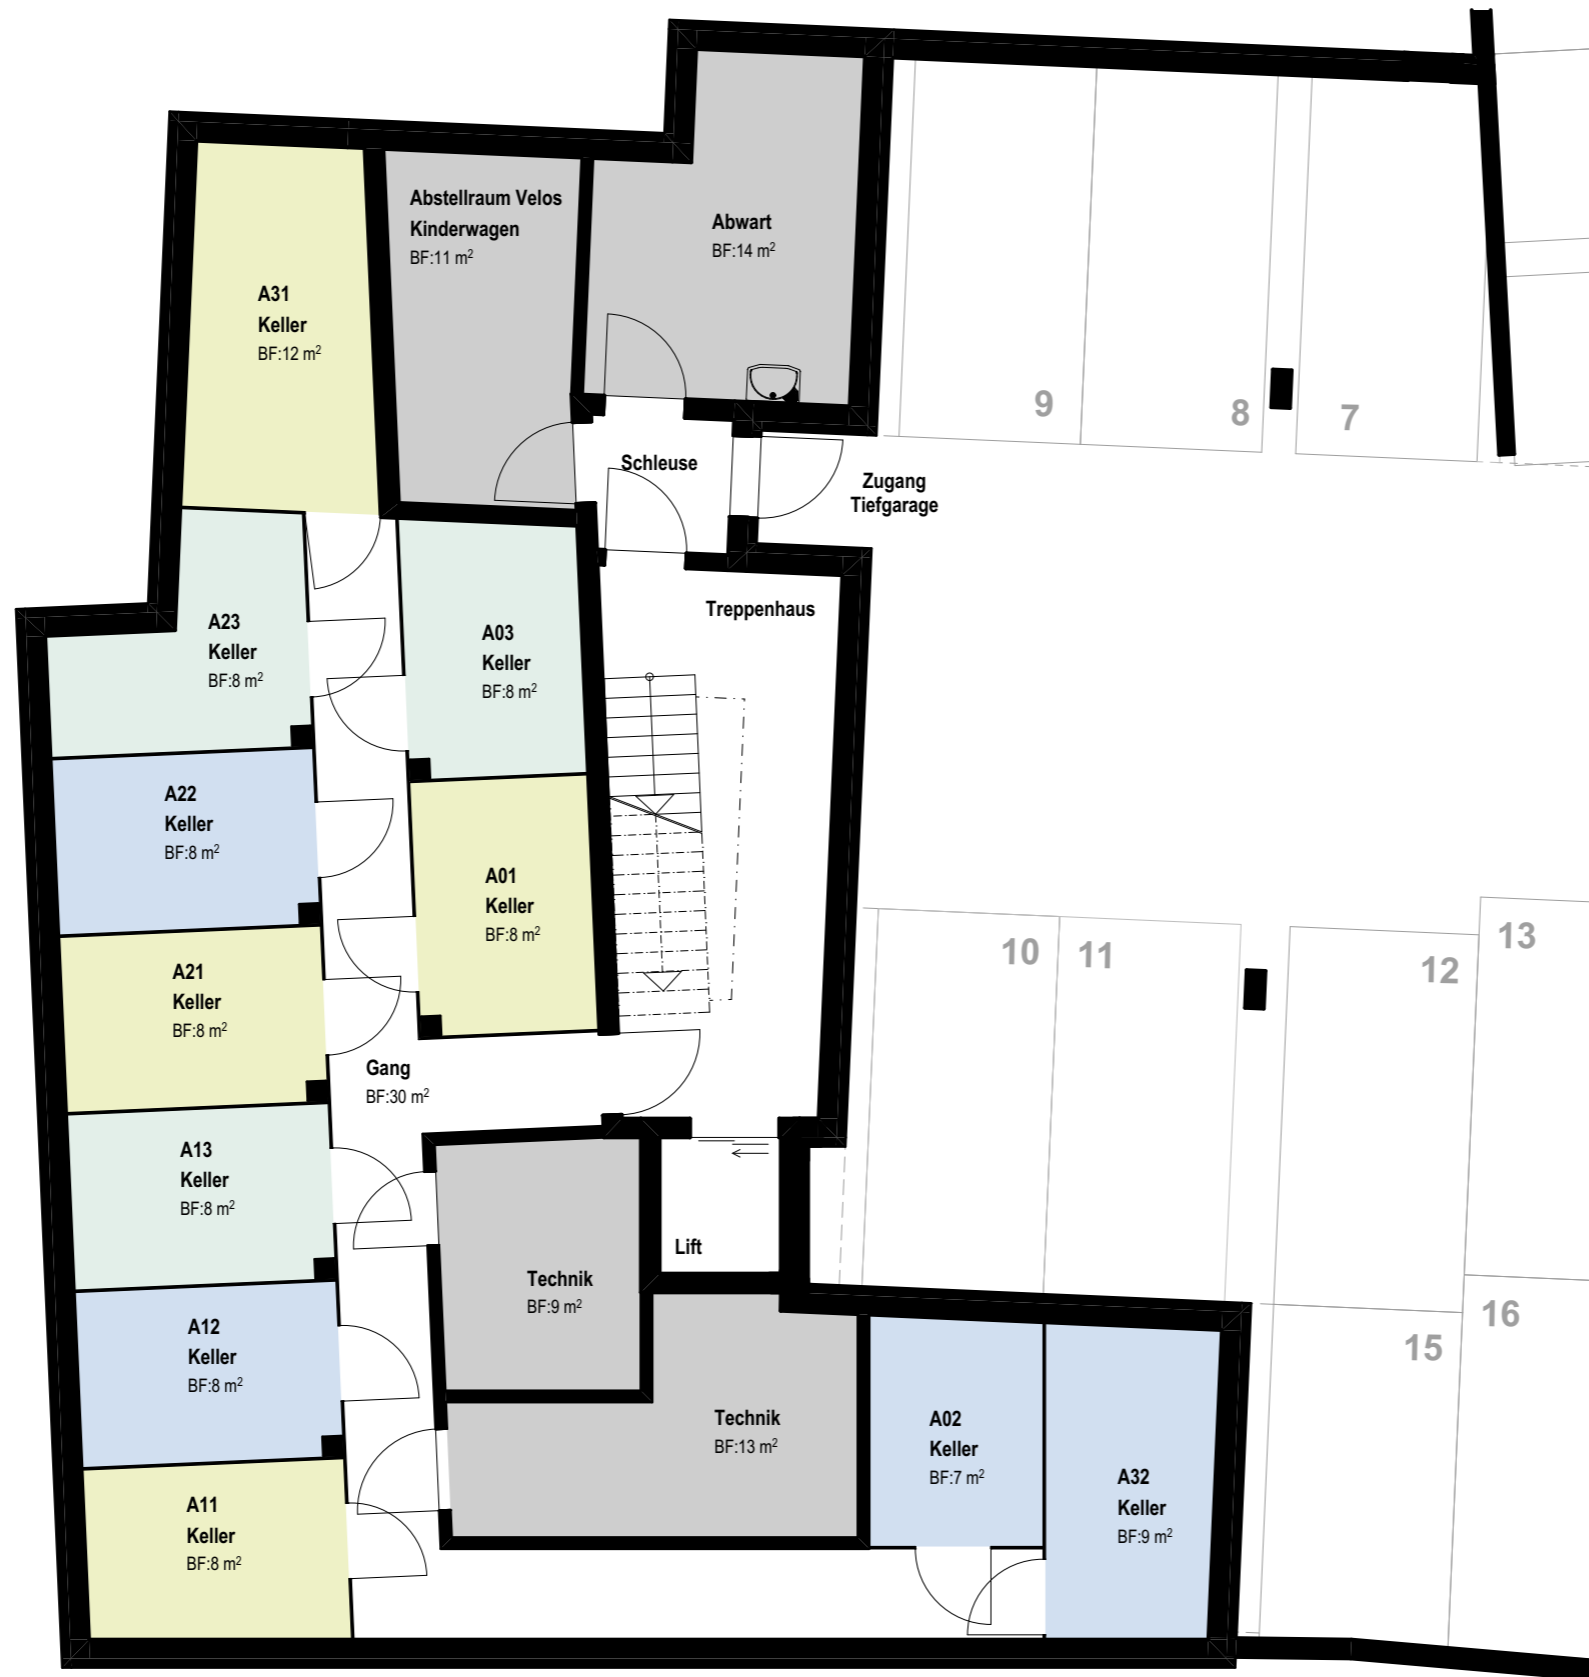 Abstellraum Velos
Kinderwagen
BF:11 m²
Abwart
BF:14 m²
A31
Keller
BF:12 m²
9
8
7
Schleuse
Zugang
Tiefgarage
A23
Keller
BF:8 m²
A03
Keller
BF:8 m²
Treppenhaus
A22
Keller
BF:8 m²
A01
Keller
BF:8 m²
10
11
12
13
A21
Keller
BF:8 m²
Gang
BF:30 m²
A13
Keller
BF:8 m²
Lift
Technik
BF:9 m²
A12
Keller
BF:8 m²
15
16
Technik
BF:13 m²
A02
Keller
BF:7 m²
A32
Keller
BF:9 m²
A11
Keller
BF:8 m²